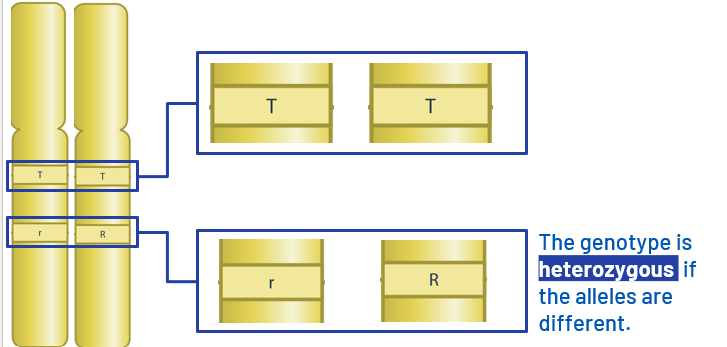 T T
T T
r R
r R
The genotype is
heterozygous if
the alleles are
different.